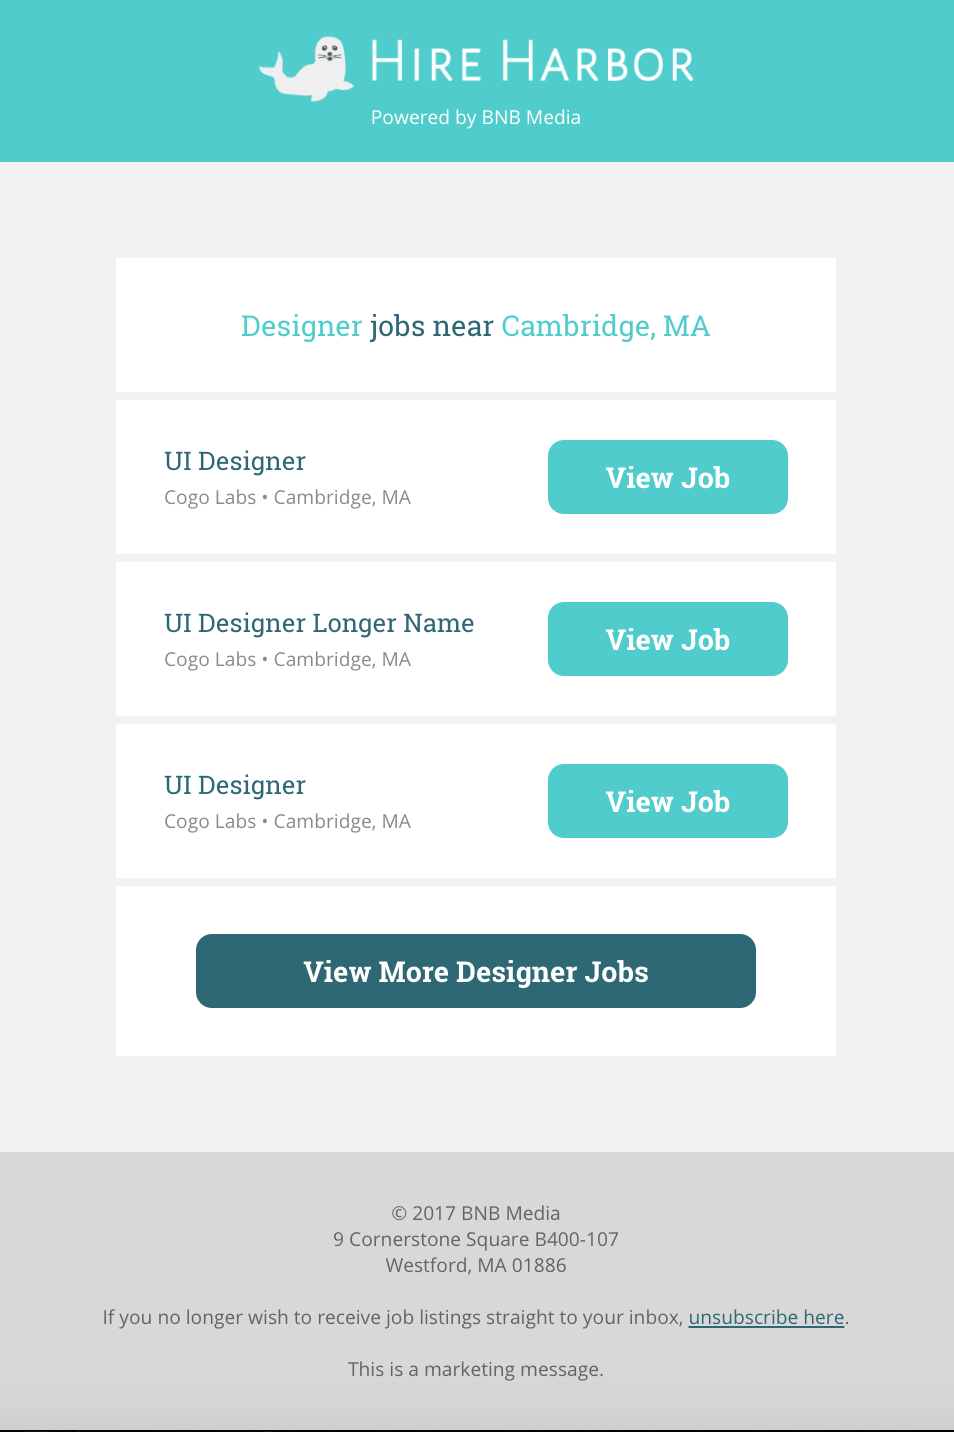 Hire Harbor
Powered by BNB Media
Designer jobs near Cambridge, MA
UI Designer
Cogo Labs • Cambridge, MA
View Job
UI Designer Longer Name
Cogo Labs • Cambridge, MA
View Job
UI Designer
Cogo Labs • Cambridge, MA
View Job
View More Designer Jobs
© 2017 BNB Media
9 Cornerstone Square B400-107
Westford, MA 01886
If you no longer wish to receive job listings straight to your inbox, unsubscribe here.
This is a marketing message.